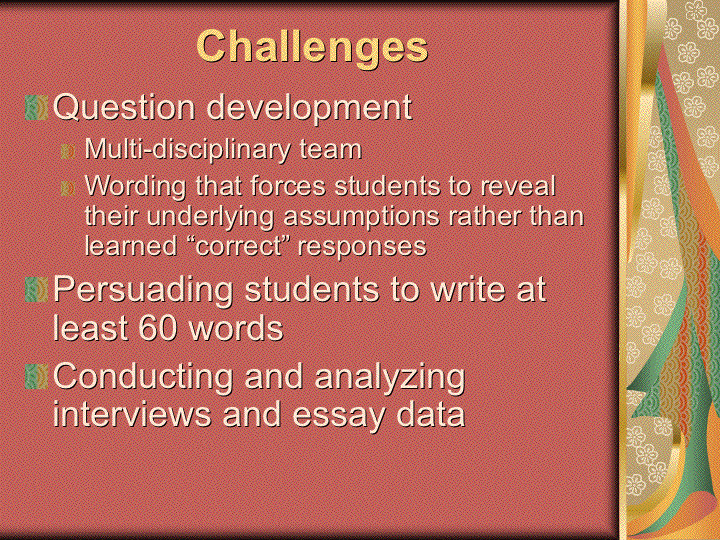 Challenges
Question development
Multi-disciplinary team
Wording that forces students to reveal
their underlying assumptions rather than
learned “correct” responses
Persuading students to write at
least 60 words
Conducting and analyzing
interviews and essay data